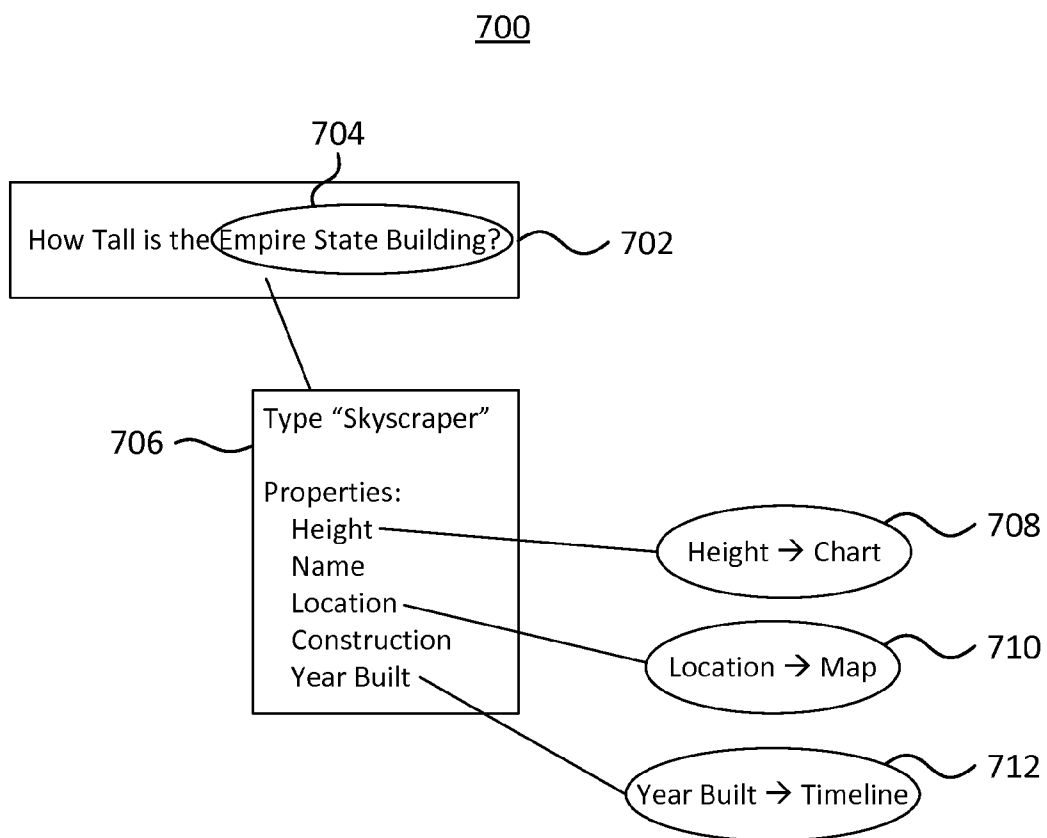 700
704
How Tall is the Empire State Building?
702
Type “Skyscraper”
706
Properties:
Height
Name
Location
Construction
Year Built
Height → Chart
708
Location → Map
710
Year Built → Timeline
712